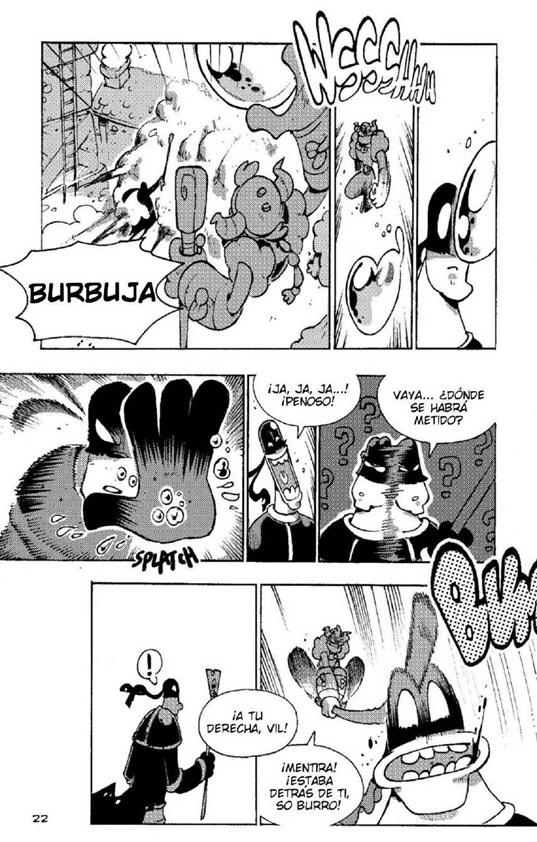 BURBUJA
¡JA, JA, JA...!
¡PENOSO!
VAYA... ¿DÓNDE
SE HABRÁ
METIDO?
SPLATCH
!
¡A TU
DERECHA, VIL!
¡MENTIRA!
¡ESTABA
DETRÁS DE TI,
SO BURRO!
22